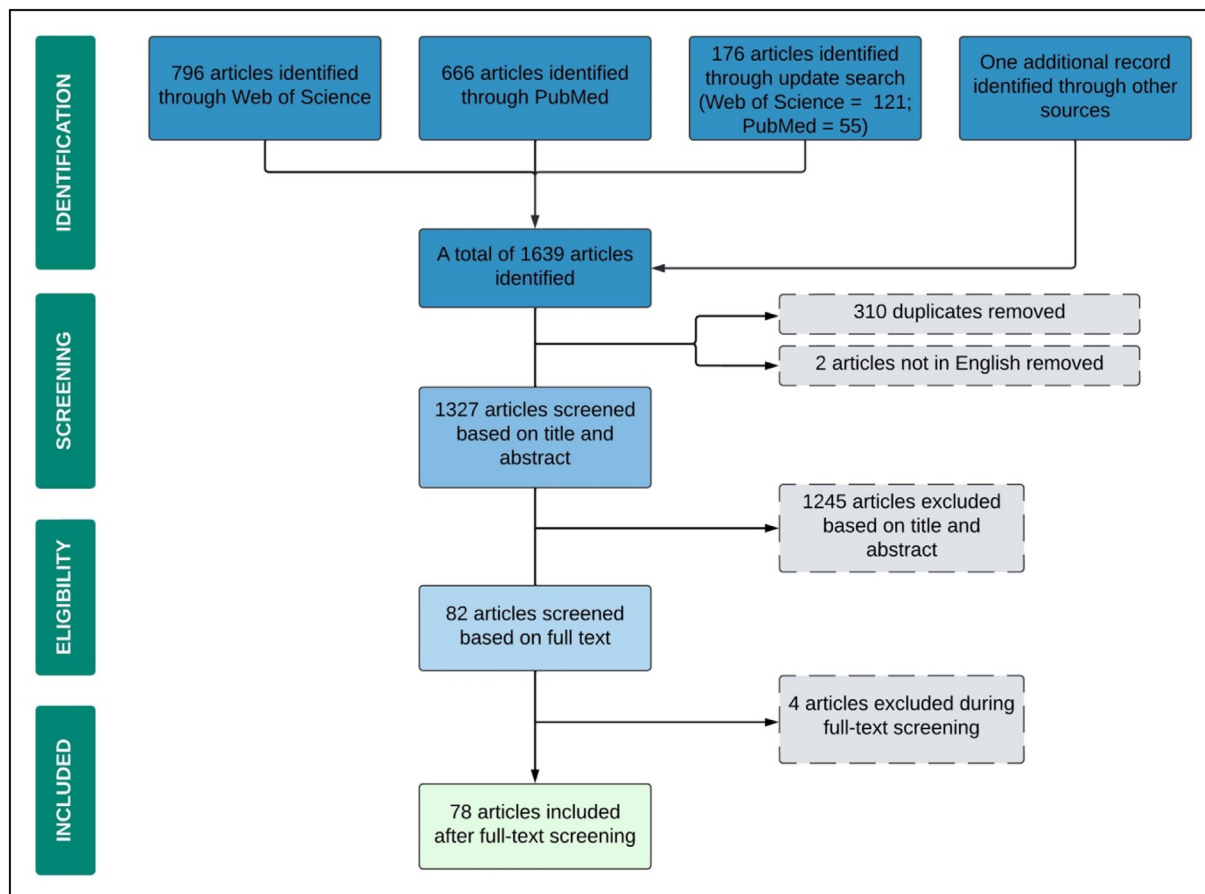 IDENTIFICATION
796 articles identified
through Web of Science
666 articles identified
through PubMed
176 articles identified
through update search
(Web of Science =  121;
PubMed = 55)
One additional record
identified through other
sources
A total of 1639 articles
identified
SCREENING
310 duplicates removed
2 articles not in English removed
1327 articles screened
based on title and
abstract
ELIGIBILITY
1245 articles excluded
based on title and
abstract
82 articles screened
based on full text
INCLUDED
4 articles excluded during
full-text screening
78 articles included
after full-text screening